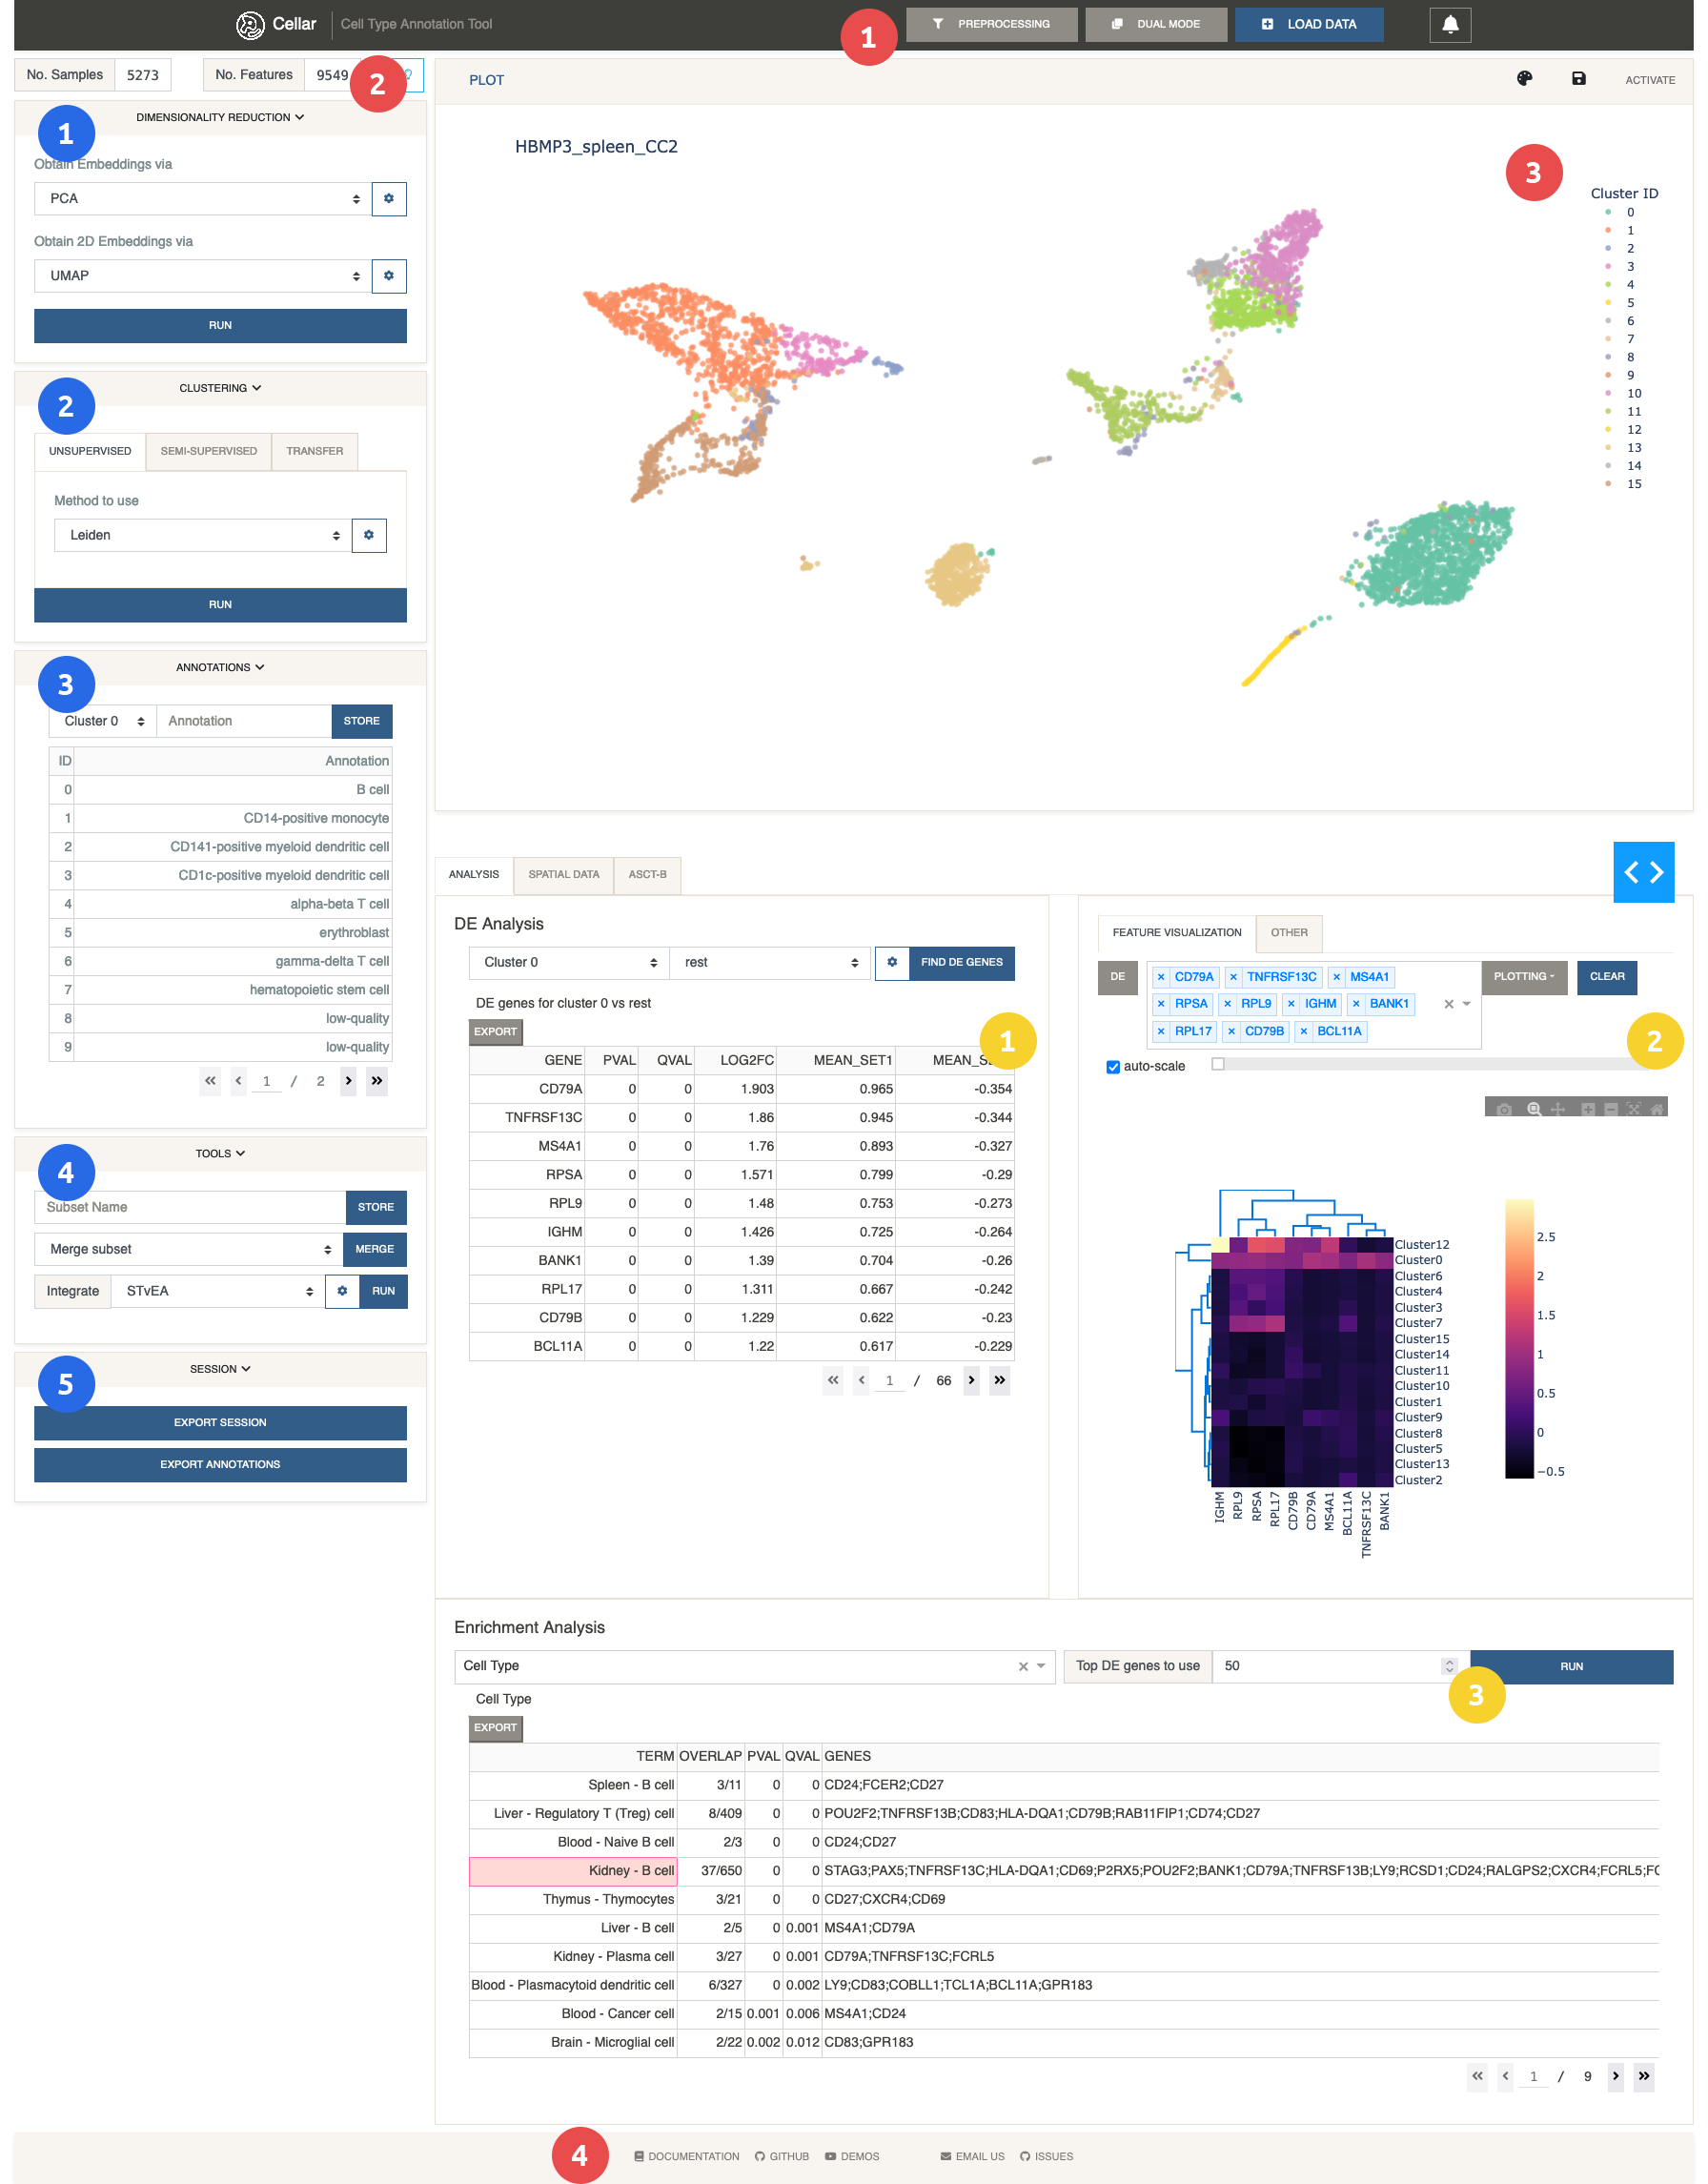 Cellar Cell Type Annotation Tool
1
PREPROCESSING
DUAL MODE
LOAD DATA
No. Samples 5273
No. Features 9549
2
1
DIMENSIONALITY REDUCTION
Obtain Embeddings via
PCA
Obtain 2D Embeddings via
UMAP
RUN
2
CLUSTERING
UNSUPERVISED SEMI-SUPERVISED TRANSFER
Method to use
Leiden
RUN
3
ANNOTATIONS
Cluster 0 Annotation STORE
ID Annotation
0 B cell
1 CD14-positive monocyte
2 CD141-positive myeloid dendritic cell
3 CD1c-positive myeloid dendritic cell
4 alpha-beta T cell
5 erythroblast
6 gamma-delta T cell
7 hematopoietic stem cell
8 low-quality
9 low-quality
1 / 2
4
TOOLS
Subset Name STORE
Merge subset MERGE
Integrate STvEA RUN
5
SESSION
EXPORT SESSION
EXPORT ANNOTATIONS
PLOT
ACTIVATE
HBMP3_spleen_CC2
3
Cluster ID
0
1
2
3
4
5
6
7
8
9
10
11
12
13
14
15
ANALYSIS SPATIAL DATA ASCT-B
DE Analysis
Cluster 0 rest FIND DE GENES
DE genes for cluster 0 vs rest
EXPORT
1
GENE PVAL QVAL LOG2FC MEAN_SET1 MEAN_S
CD79A 0 0 1.903 0.965 -0.354
TNFRSF13C 0 0 1.86 0.945 -0.344
MS4A1 0 0 1.76 0.893 -0.327
RPSA 0 0 1.571 0.799 -0.29
RPL9 0 0 1.48 0.753 -0.273
IGHM 0 0 1.426 0.725 -0.264
BANK1 0 0 1.39 0.704 -0.26
RPL17 0 0 1.311 0.667 -0.242
CD79B 0 0 1.229 0.622 -0.23
BCL11A 0 0 1.22 0.617 -0.229
1 / 66
FEATURE VISUALIZATION OTHER
DE
× CD79A × TNFRSF13C × MS4A1
× RPSA × RPL9 × IGHM × BANK1
× RPL17 × CD79B × BCL11A
PLOTTING
CLEAR
2
auto-scale
Cluster12
Cluster0
Cluster6
Cluster4
Cluster3
Cluster7
Cluster15
Cluster14
Cluster11
Cluster10
Cluster1
Cluster9
Cluster8
Cluster5
Cluster13
Cluster2
IGHM
RPL9
RPSA
RPL17
CD79B
CD79A
MS4A1
BCL11A
TNFRSF13C
BANK1
2.5
2
1.5
1
0.5
0
−0.5
Enrichment Analysis
Cell Type
Top DE genes to use 50
RUN
3
Cell Type
EXPORT
TERM OVERLAP PVAL QVAL GENES
Spleen - B cell 3/11 0 0 CD24;FCER2;CD27
Liver - Regulatory T (Treg) cell 8/409 0 0 POU2F2;TNFRSF13B;CD83;HLA-DQA1;CD79B;RAB11FIP1;CD74;CD27
Blood - Naive B cell 2/3 0 0 CD24;CD27
Kidney - B cell 37/650 0 0 STAG3;PAX5;TNFRSF13C;HLA-DQA1;CD69;P2RX5;POU2F2;BANK1;CD79A;TNFRSF13B;LY9;RCSD1;CD24;RALGPS2;CXCR4;FCRL5;FC
Thymus - Thymocytes 3/21 0 0 CD27;CXCR4;CD69
Liver - B cell 2/5 0 0.001 MS4A1;CD79A
Kidney - Plasma cell 3/27 0 0.001 CD79A;TNFRSF13C;FCRL5
Blood - Plasmacytoid dendritic cell 6/327 0 0.002 LY9;CD83;COBLL1;TCL1A;BCL11A;GPR183
Blood - Cancer cell 2/15 0.001 0.006 MS4A1;CD24
Brain - Microglial cell 2/22 0.002 0.012 CD83;GPR183
1 / 9
4
DOCUMENTATION GITHUB DEMOS EMAIL US ISSUES